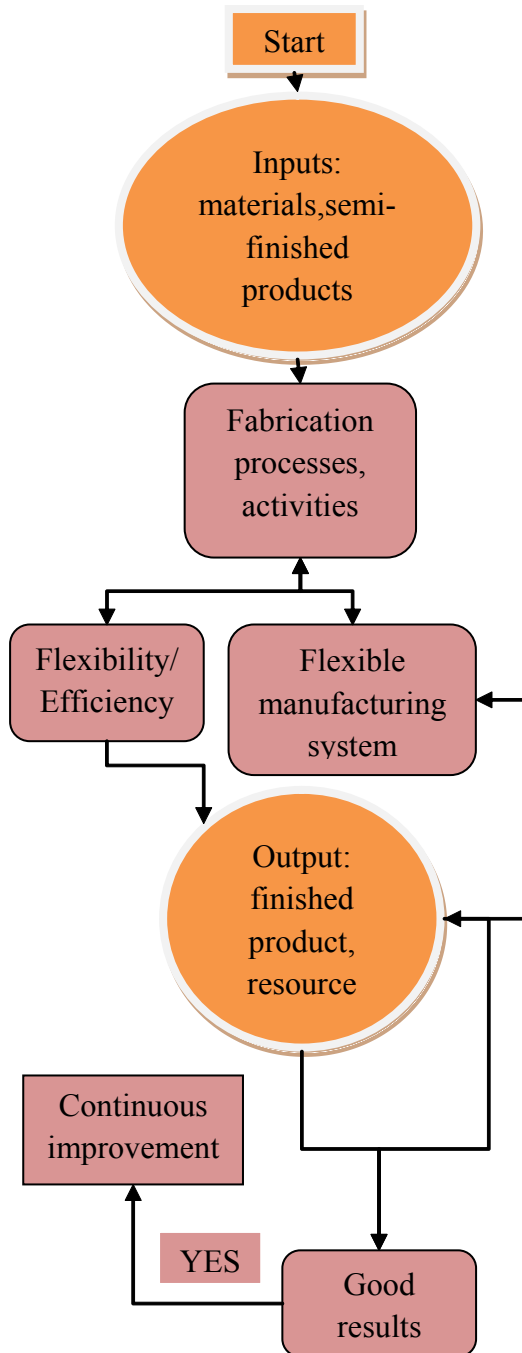 Start
Inputs:
materials,semi-
finished
products
Fabrication
processes,
activities
Flexibility/
Efficiency
Flexible
manufacturing
system
Output:
finished
product,
resource
Continuous
improvement
YES
Good
results